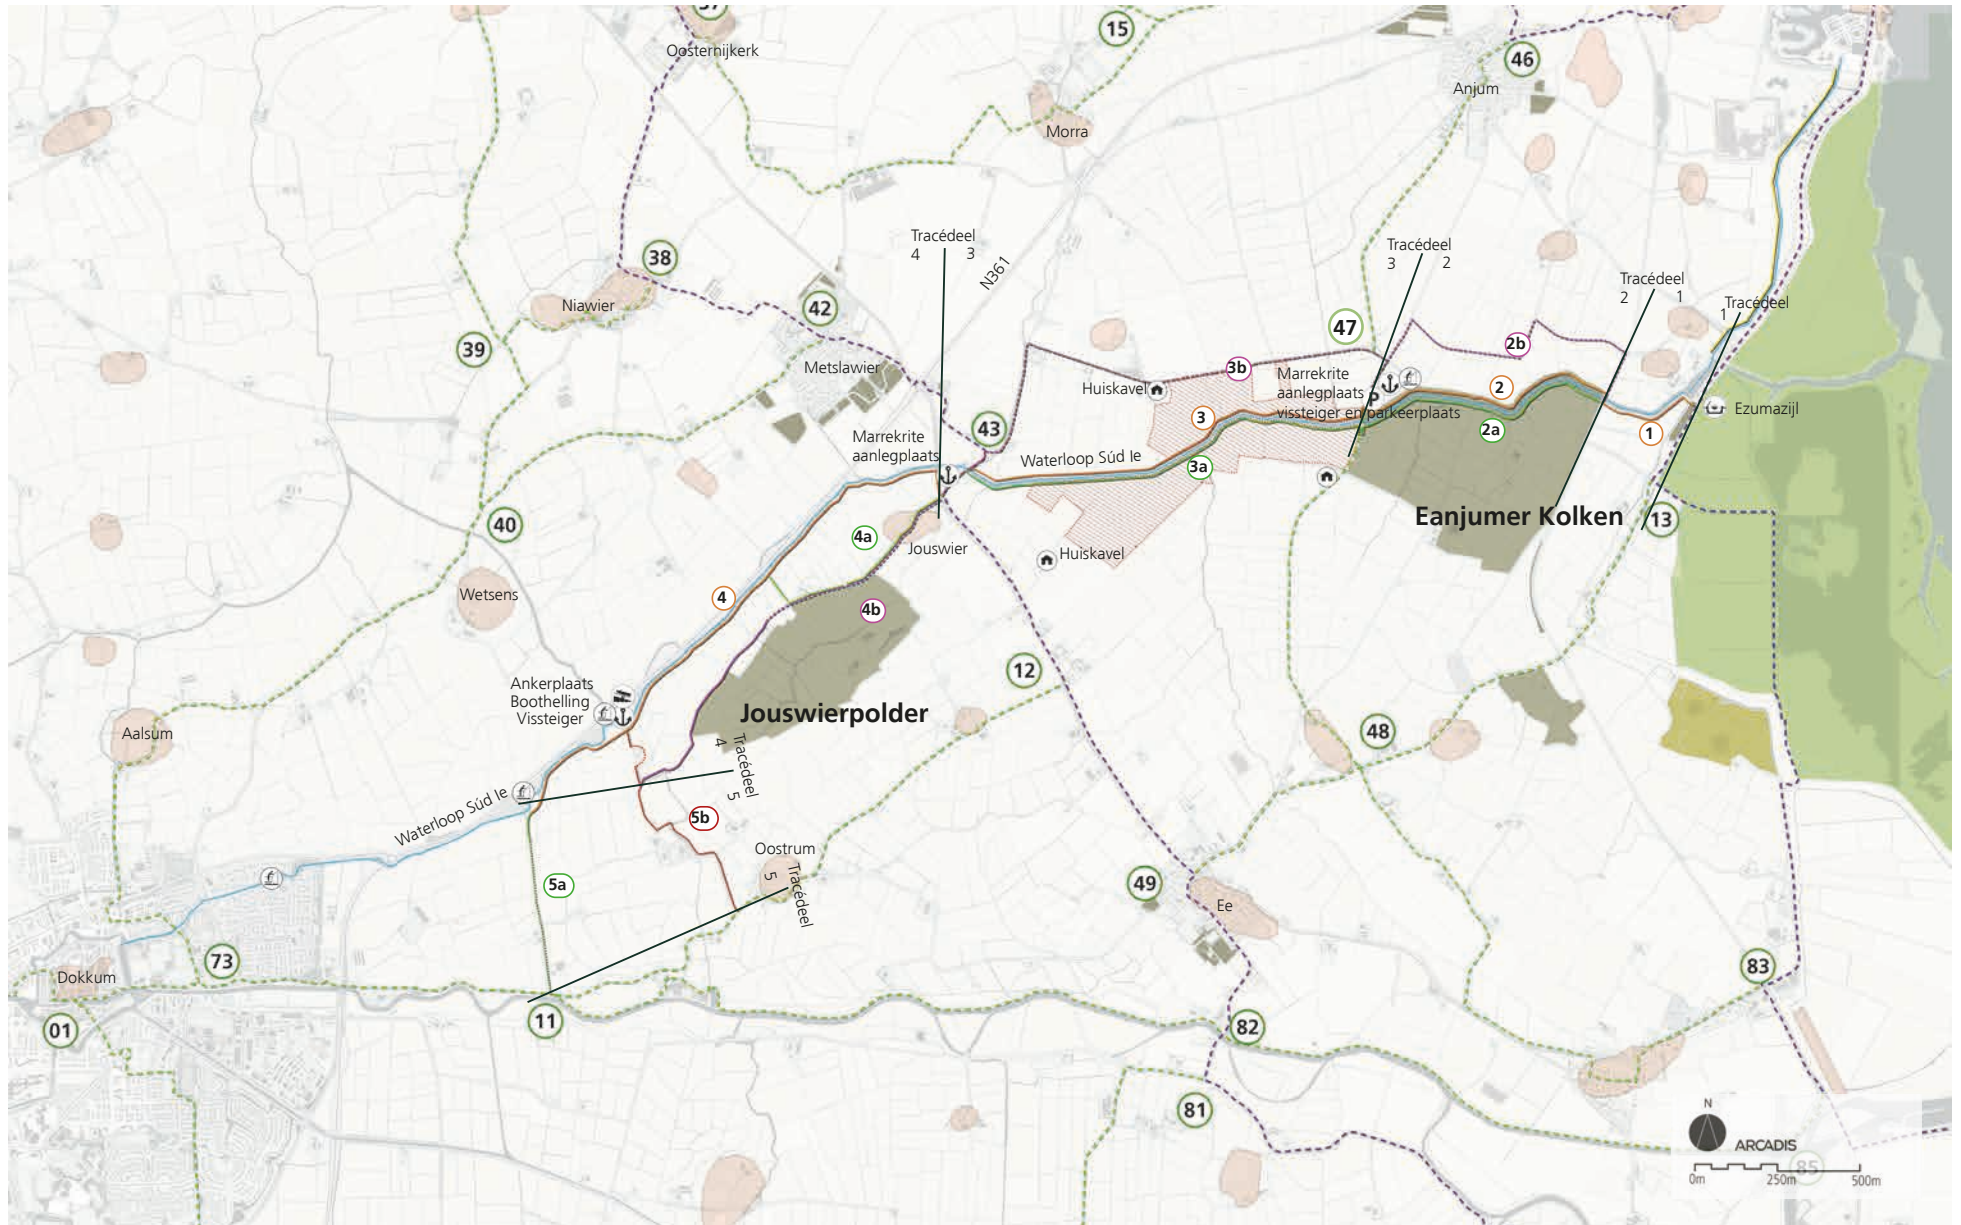 37
Oosternijkerk
15
46
Anjum
Morra
Tracédeel
4 3
N361
Tracédeel
3 2
38
Niawier
42
Tracédeel
2 1
Tracédeel
1
39
47
2b
Metslawier
Huiskavel
3b
Marrekrite
aanlegplaats
vissteiger en parkeerplaats
P
2
3
2a
1
Ezumazijl
43
Marrekrite
aanlegplaats
Waterloop Súd Ie
3a
40
4a
Jouswier
Huiskavel
Eanjumer Kolken
13
Wetsens
4
4b
12
Ankerplaats
Boothelling
Vissteiger
Jouswierpolder
Aalsum
48
Tracédeel
4 5
Waterloop Súd Ie
5b
Oostrum
Tracédeel
5
5a
49
Ee
73
Dokkum
83
01
11
82
81
N
ARCADIS
85
0m 250m 500m